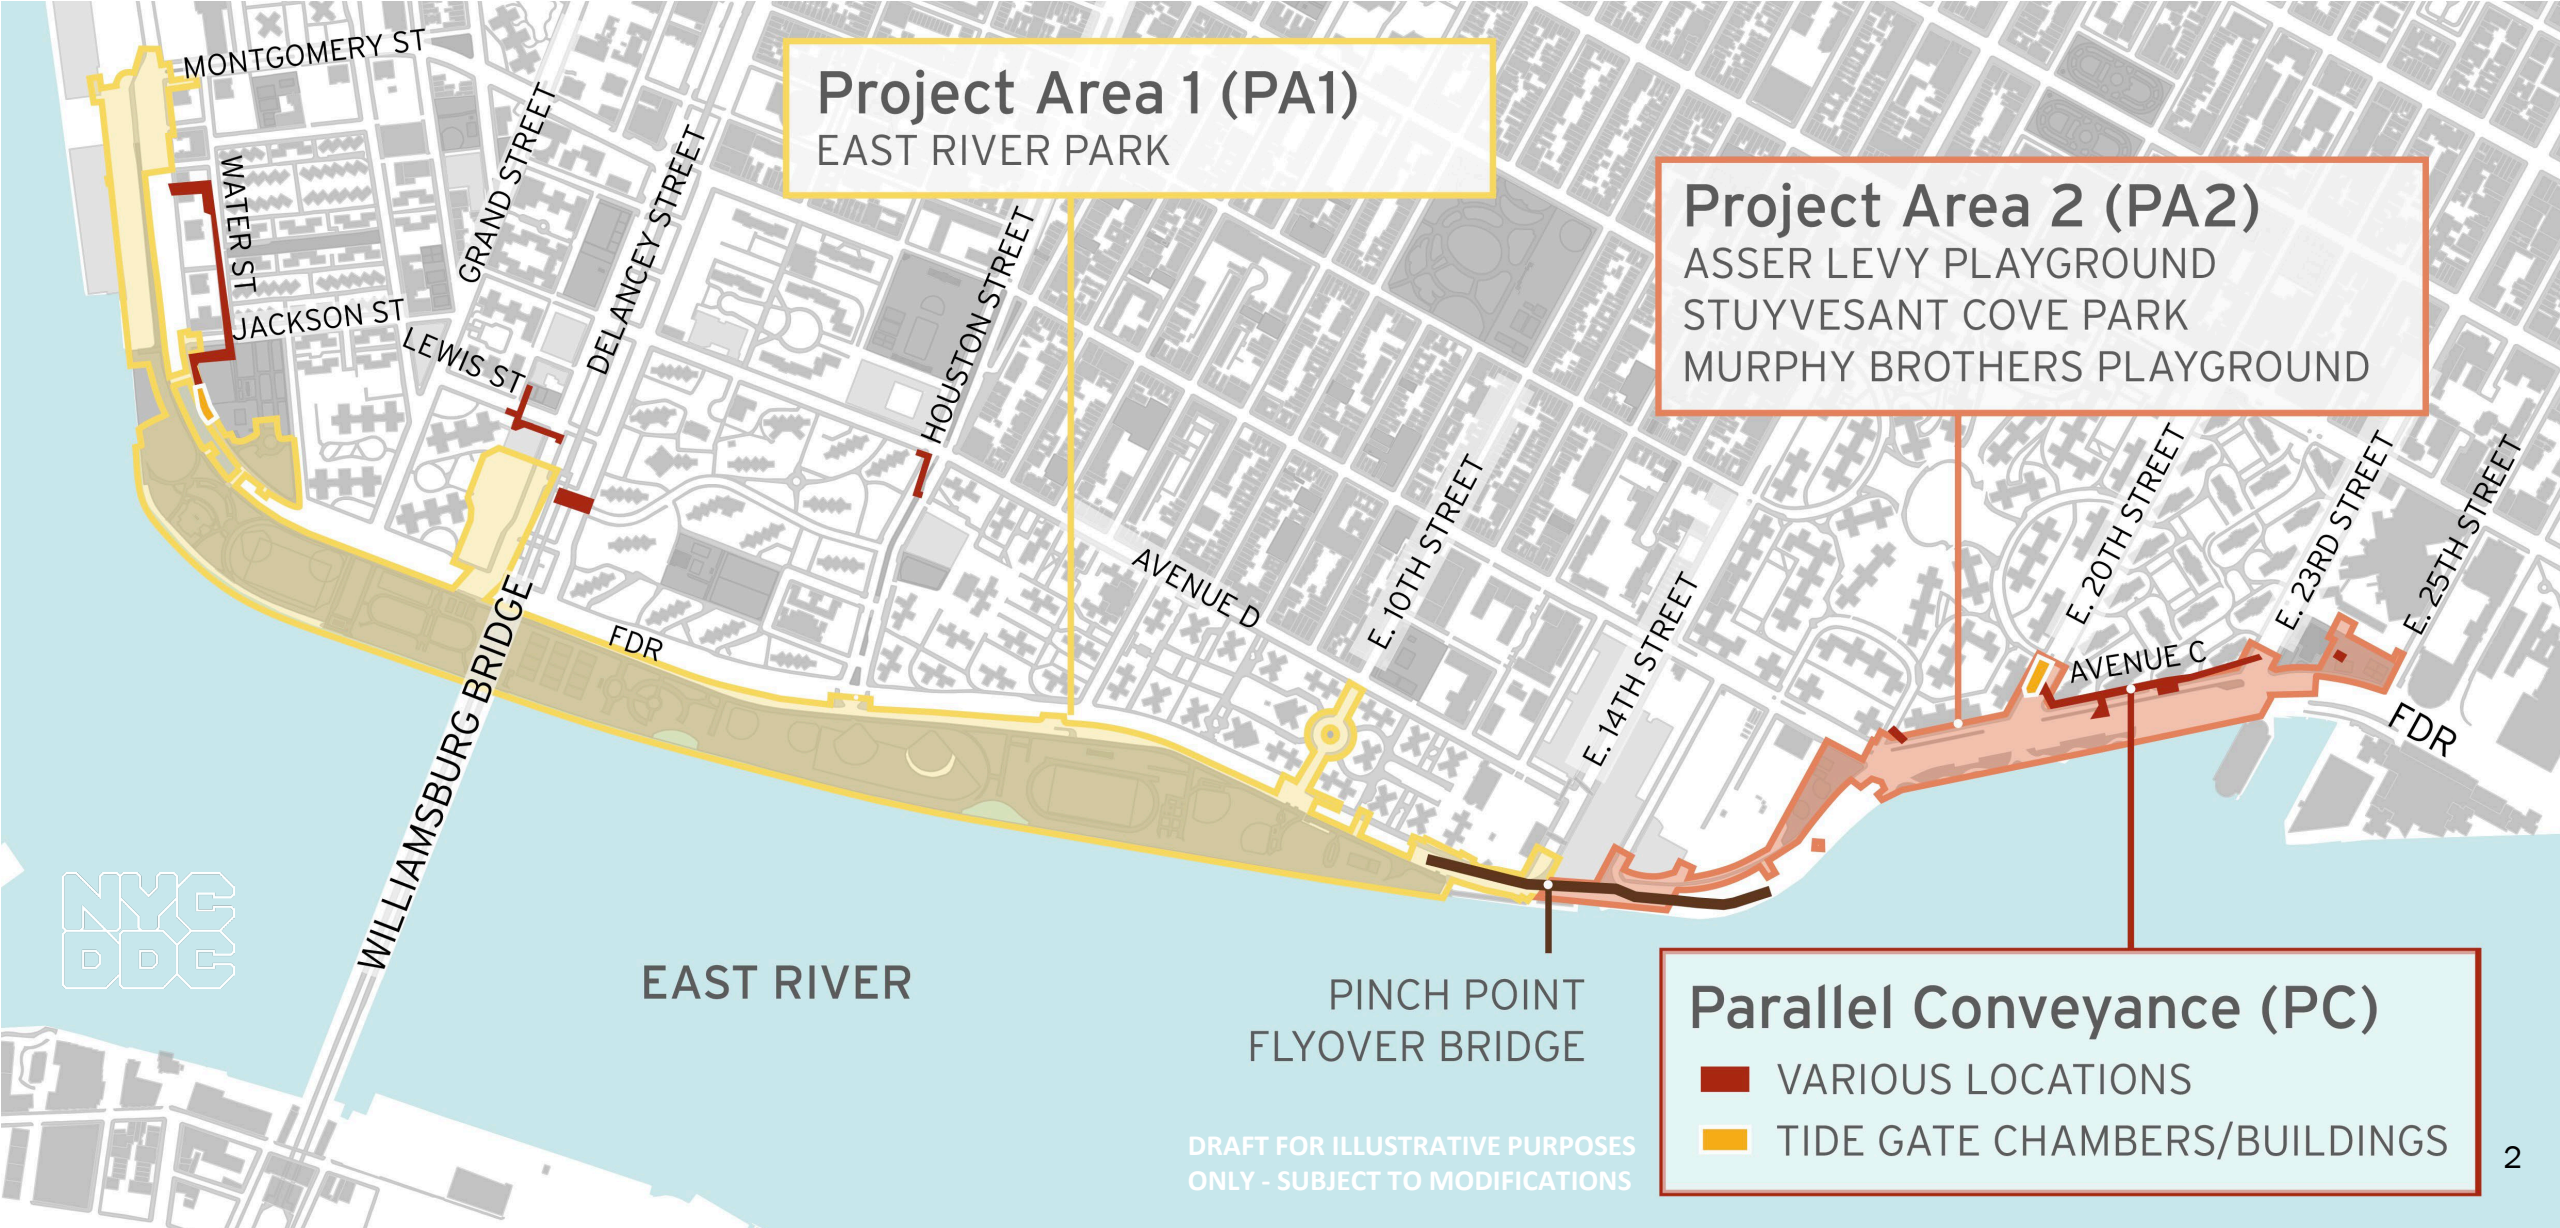 MONTGOMERY ST
WATER ST
JACKSON ST
GRAND STREET
LEWIS ST
DELANCEY STREET
HOUSTON STREET
Project Area 1 (PA1)
EAST RIVER PARK
Project Area 2 (PA2)
ASSER LEVY PLAYGROUND
STUYVESANT COVE PARK
MURPHY BROTHERS PLAYGROUND
AVENUE D
E. 10TH STREET
E. 14TH STREET
E. 20TH STREET
E. 23RD STREET
E. 25TH STREET
AVENUE C
FDR
FDR
WILLIAMSBURG BRIDGE
NYC
DDC
EAST RIVER
PINCH POINT
FLYOVER BRIDGE
Parallel Conveyance (PC)
VARIOUS LOCATIONS
TIDE GATE CHAMBERS/BUILDINGS
DRAFT FOR ILLUSTRATIVE PURPOSES
ONLY - SUBJECT TO MODIFICATIONS
2